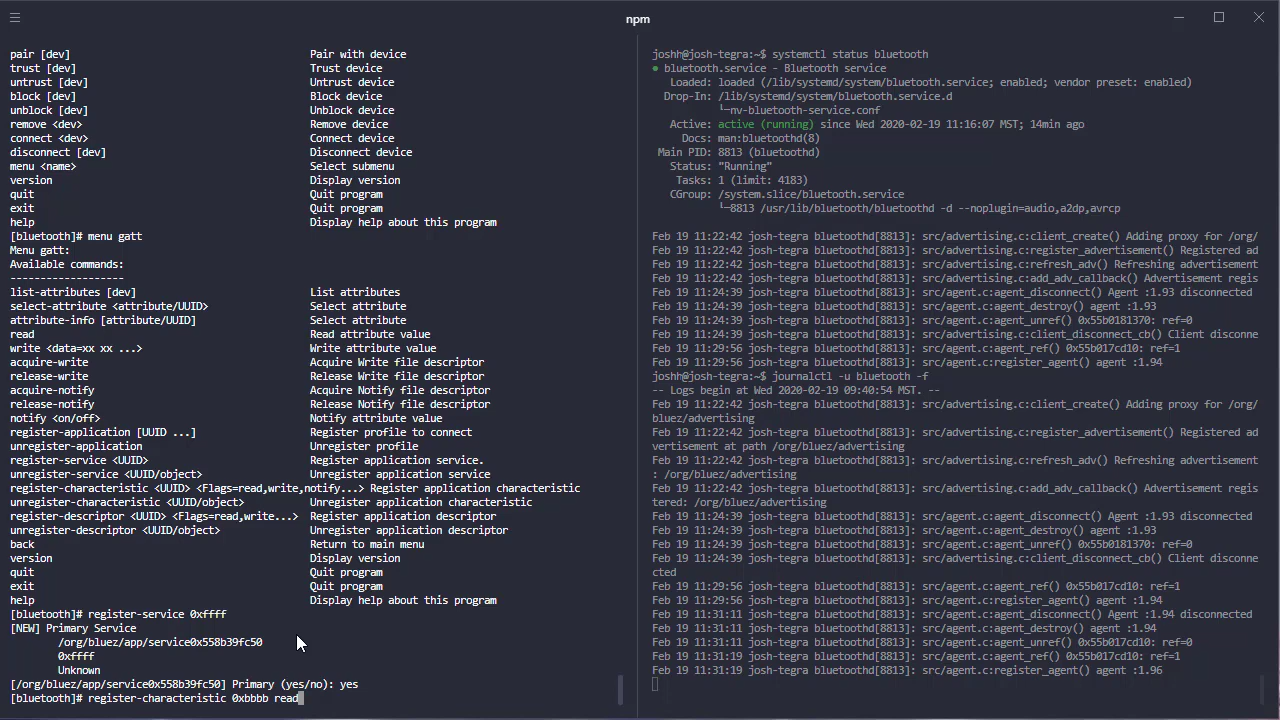 npm
pair [dev] Pair with device
trust [dev] Trust device
untrust [dev] Untrust device
block [dev] Block device
unblock [dev] Unblock device
remove <dev> Remove device
connect <dev> Connect device
disconnect [dev] Disconnect device
menu <name> Select submenu
version Display version
quit Quit program
exit Quit program
help Display help about this program
[bluetooth]# menu gatt
Menu gatt:
Available commands:
-------------------
list-attributes [dev] List attributes
select-attribute <attribute/UUID> Select attribute
attribute-info [attribute/UUID] Select attribute
read Read attribute value
write <data=xx xx ...> Write attribute value
acquire-write Acquire Write file descriptor
release-write Release Write file descriptor
acquire-notify Acquire Notify file descriptor
release-notify Release Notify file descriptor
notify <on/off> Notify attribute value
register-application [UUID ...] Register profile to connect
unregister-application Unregister profile
register-service <UUID> Register application service.
unregister-service <UUID/object> Unregister application service
register-characteristic <UUID> <Flags=read,write,notify...> Register application characteristic
unregister-characteristic <UUID/object> Unregister application characteristic
register-descriptor <UUID> <Flags=read,write...> Register application descriptor
unregister-descriptor <UUID/object> Unregister application descriptor
back Return to main menu
version Display version
quit Quit program
exit Quit program
help Display help about this program
[bluetooth]# register-service 0xffff
[NEW] Primary Service
/org/bluez/app/service0x558b39fc50
0xffff
Unknown
[/org/bluez/app/service0x558b39fc50] Primary (yes/no): yes
[bluetooth]# register-characteristic 0xbbbb read
joshh@josh-tegra:~$ systemctl status bluetooth
● bluetooth.service - Bluetooth service
Loaded: loaded (/lib/systemd/system/bluetooth.service; enabled; vendor preset: enabled)
Drop-In: /lib/systemd/system/bluetooth.service.d
└─nv-bluetooth-service.conf
Active: active (running) since Wed 2020-02-19 11:16:07 MST; 14min ago
Docs: man:bluetoothd(8)
Main PID: 8813 (bluetoothd)
Status: "Running"
Tasks: 1 (limit: 4183)
CGroup: /system.slice/bluetooth.service
└─8813 /usr/lib/bluetooth/bluetoothd -d --noplugin=audio,a2dp,avrcp
Feb 19 11:22:42 josh-tegra bluetoothd[8813]: src/advertising.c:client_create() Adding proxy for /org/
Feb 19 11:22:42 josh-tegra bluetoothd[8813]: src/advertising.c:register_advertisement() Registered ad
Feb 19 11:22:42 josh-tegra bluetoothd[8813]: src/advertising.c:refresh_adv() Refreshing advertisement
Feb 19 11:22:42 josh-tegra bluetoothd[8813]: src/advertising.c:add_adv_callback() Advertisement regis
Feb 19 11:24:39 josh-tegra bluetoothd[8813]: src/agent.c:agent_disconnect() Agent :1.93 disconnected
Feb 19 11:24:39 josh-tegra bluetoothd[8813]: src/agent.c:agent_destroy() agent :1.93
Feb 19 11:24:39 josh-tegra bluetoothd[8813]: src/agent.c:agent_unref() 0x55b0181370: ref=0
Feb 19 11:24:39 josh-tegra bluetoothd[8813]: src/advertising.c:client_disconnect_cb() Client disconne
Feb 19 11:29:56 josh-tegra bluetoothd[8813]: src/agent.c:agent_ref() 0x55b017cd10: ref=1
Feb 19 11:29:56 josh-tegra bluetoothd[8813]: src/agent.c:register_agent() agent :1.94
joshh@josh-tegra:~$ journalctl -u bluetooth -f
-- Logs begin at Wed 2020-02-19 09:40:54 MST. --
Feb 19 11:22:42 josh-tegra bluetoothd[8813]: src/advertising.c:client_create() Adding proxy for /org/
bluez/advertising
Feb 19 11:22:42 josh-tegra bluetoothd[8813]: src/advertising.c:register_advertisement() Registered ad
vertisement at path /org/bluez/advertising
Feb 19 11:22:42 josh-tegra bluetoothd[8813]: src/advertising.c:refresh_adv() Refreshing advertisement
: /org/bluez/advertising
Feb 19 11:22:42 josh-tegra bluetoothd[8813]: src/advertising.c:add_adv_callback() Advertisement regis
tered: /org/bluez/advertising
Feb 19 11:24:39 josh-tegra bluetoothd[8813]: src/agent.c:agent_disconnect() Agent :1.93 disconnected
Feb 19 11:24:39 josh-tegra bluetoothd[8813]: src/agent.c:agent_destroy() agent :1.93
Feb 19 11:24:39 josh-tegra bluetoothd[8813]: src/agent.c:agent_unref() 0x55b0181370: ref=0
Feb 19 11:24:39 josh-tegra bluetoothd[8813]: src/advertising.c:client_disconnect_cb() Client disconne
cted
Feb 19 11:29:56 josh-tegra bluetoothd[8813]: src/agent.c:agent_ref() 0x55b017cd10: ref=1
Feb 19 11:29:56 josh-tegra bluetoothd[8813]: src/agent.c:register_agent() agent :1.94
Feb 19 11:31:11 josh-tegra bluetoothd[8813]: src/agent.c:agent_disconnect() Agent :1.94 disconnected
Feb 19 11:31:11 josh-tegra bluetoothd[8813]: src/agent.c:agent_destroy() agent :1.94
Feb 19 11:31:11 josh-tegra bluetoothd[8813]: src/agent.c:agent_unref() 0x55b017cd10: ref=0
Feb 19 11:31:19 josh-tegra bluetoothd[8813]: src/agent.c:agent_ref() 0x55b017cd10: ref=1
Feb 19 11:31:19 josh-tegra bluetoothd[8813]: src/agent.c:register_agent() agent :1.96